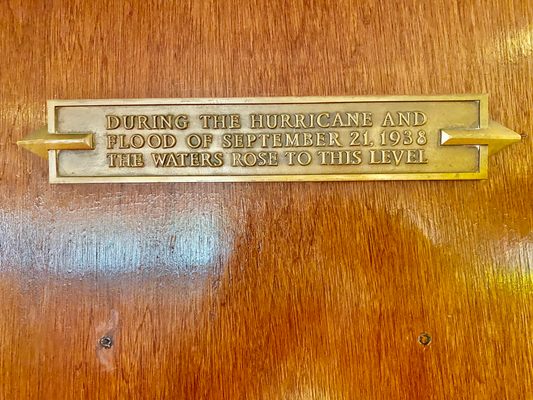 DURING THE HURRICANE AND
FLOOD OF SEPTEMBER 21, 1938
THE WATERS ROSE TO THIS LEVEL